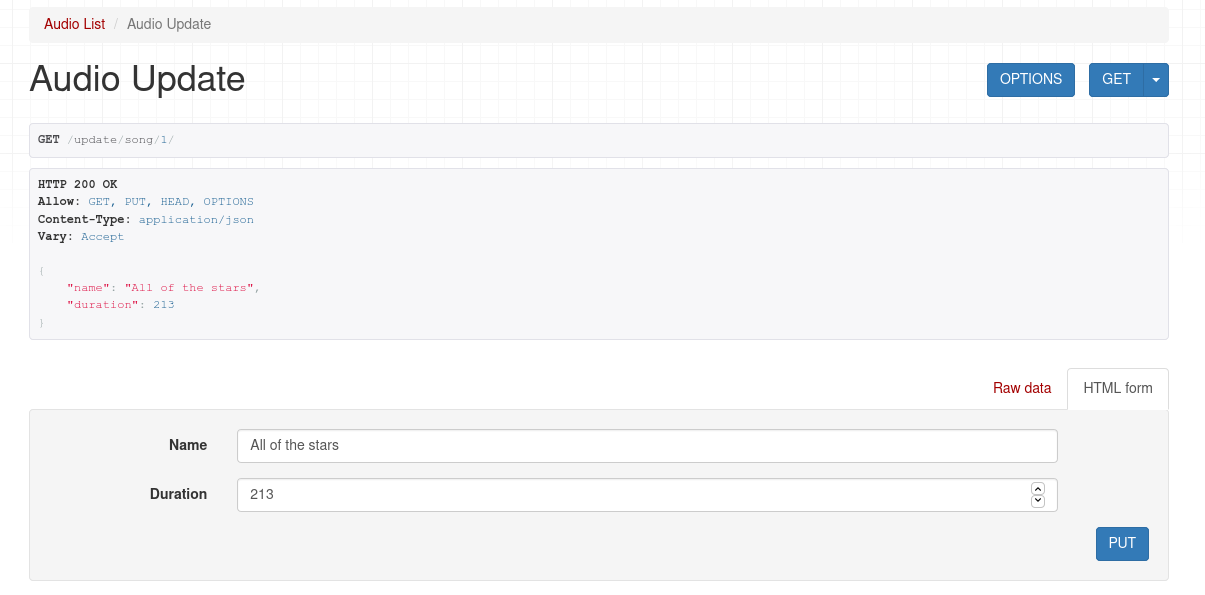 Audio List / Audio Update
Audio Update
OPTIONS
GET
GET /update/song/1/
HTTP 200 OK
Allow: GET, PUT, HEAD, OPTIONS
Content-Type: application/json
Vary: Accept
{
"name": "All of the stars",
"duration": 213
}
Raw data
HTML form
Name
All of the stars
Duration
213
PUT